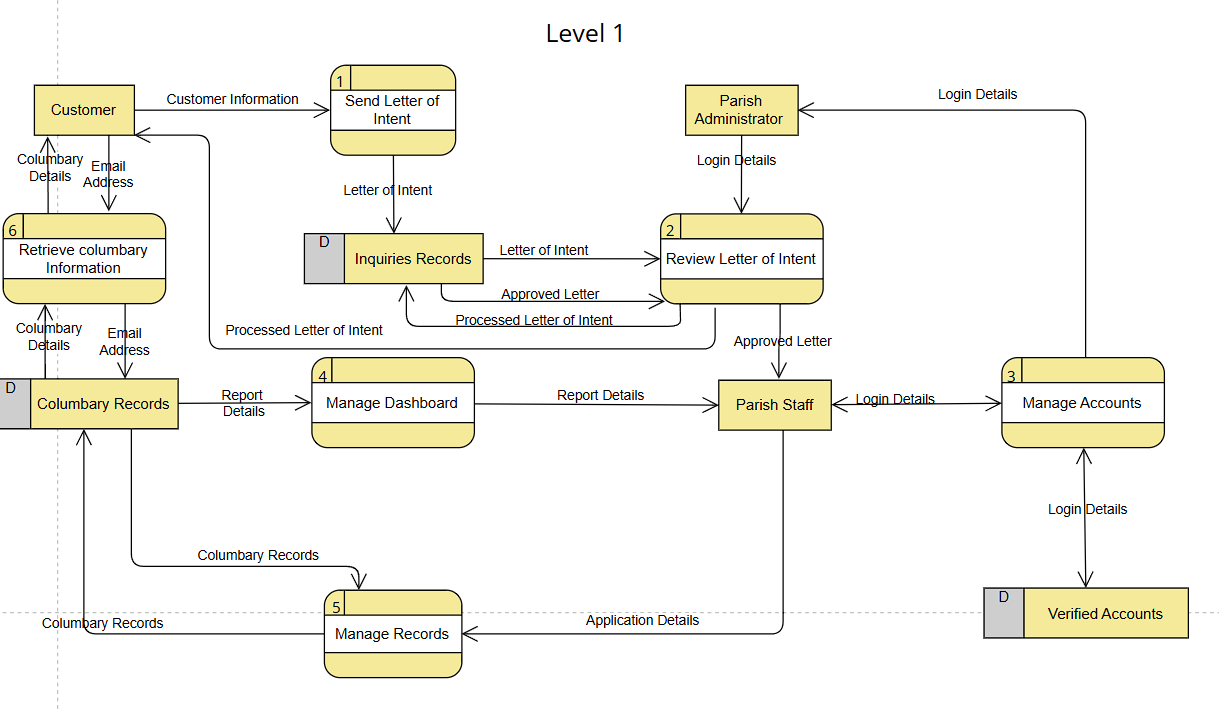 Level 1
1
Customer
Customer Information
Send Letter of
Intent
Parish
Administrator
Login Details
Columbary
Details
Email
Address
Letter of Intent
Login Details
6
Retrieve columbary
Information
D
Inquiries Records
Letter of Intent
2
Review Letter of Intent
Approved Letter
Processed Letter of Intent
Processed Letter of Intent
Columbary
Details
Email
Address
Approved Letter
D
Columbary Records
Report
Details
4
Manage Dashboard
Report Details
Parish Staff
Login Details
3
Manage Accounts
Login Details
Columbary Records
5
Manage Records
Columbary Records
Application Details
D
Verified Accounts